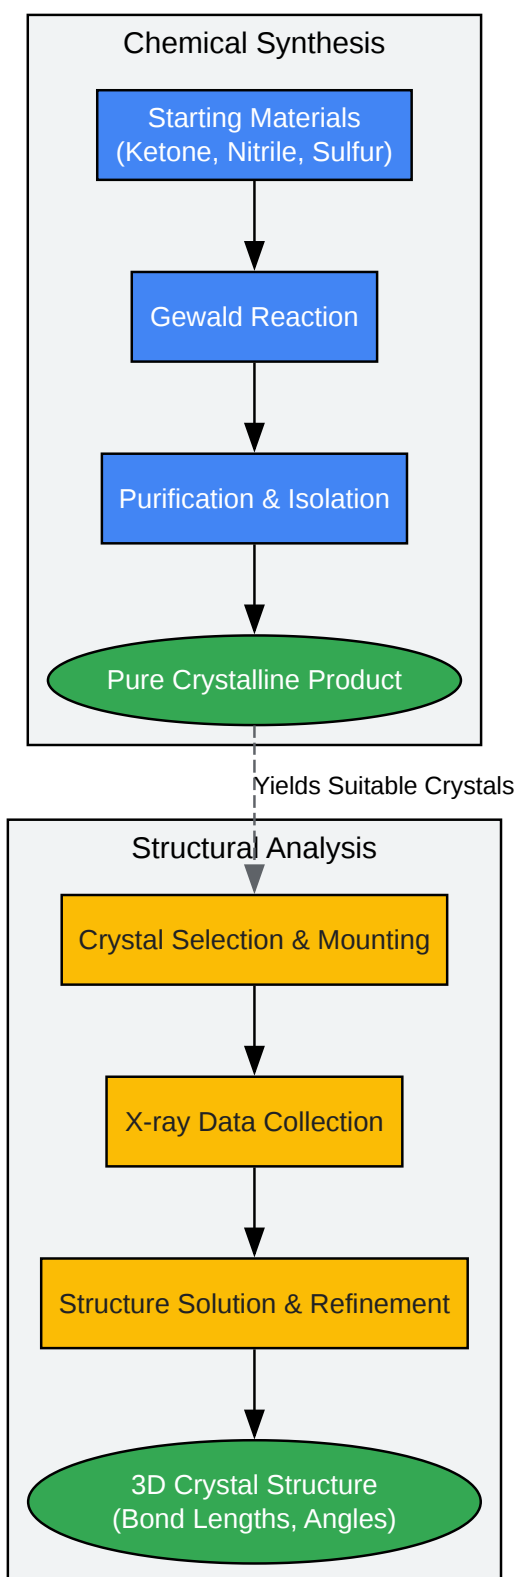 Chemical Synthesis
Starting Materials
(Ketone, Nitrile, Sulfur)
Gewald Reaction
Purification & Isolation
Pure Crystalline Product
Yields Suitable Crystals
Structural Analysis
Crystal Selection & Mounting
X-ray Data Collection
Structure Solution & Refinement
3D Crystal Structure
(Bond Lengths, Angles)